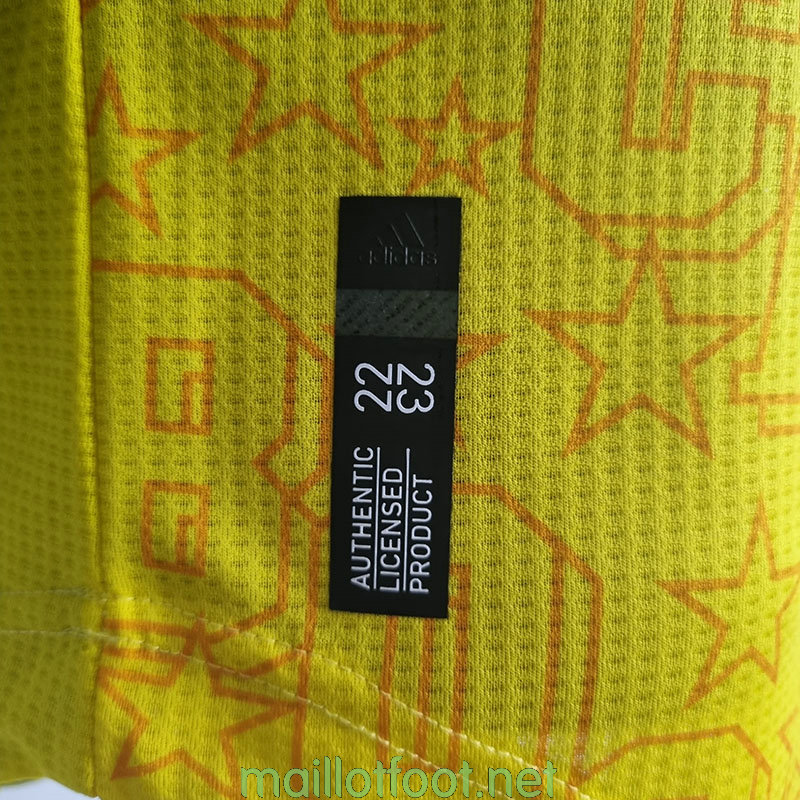 adidas
22
23
AUTHENTIC
LICENSED
PRODUCT
maillotfoot.net